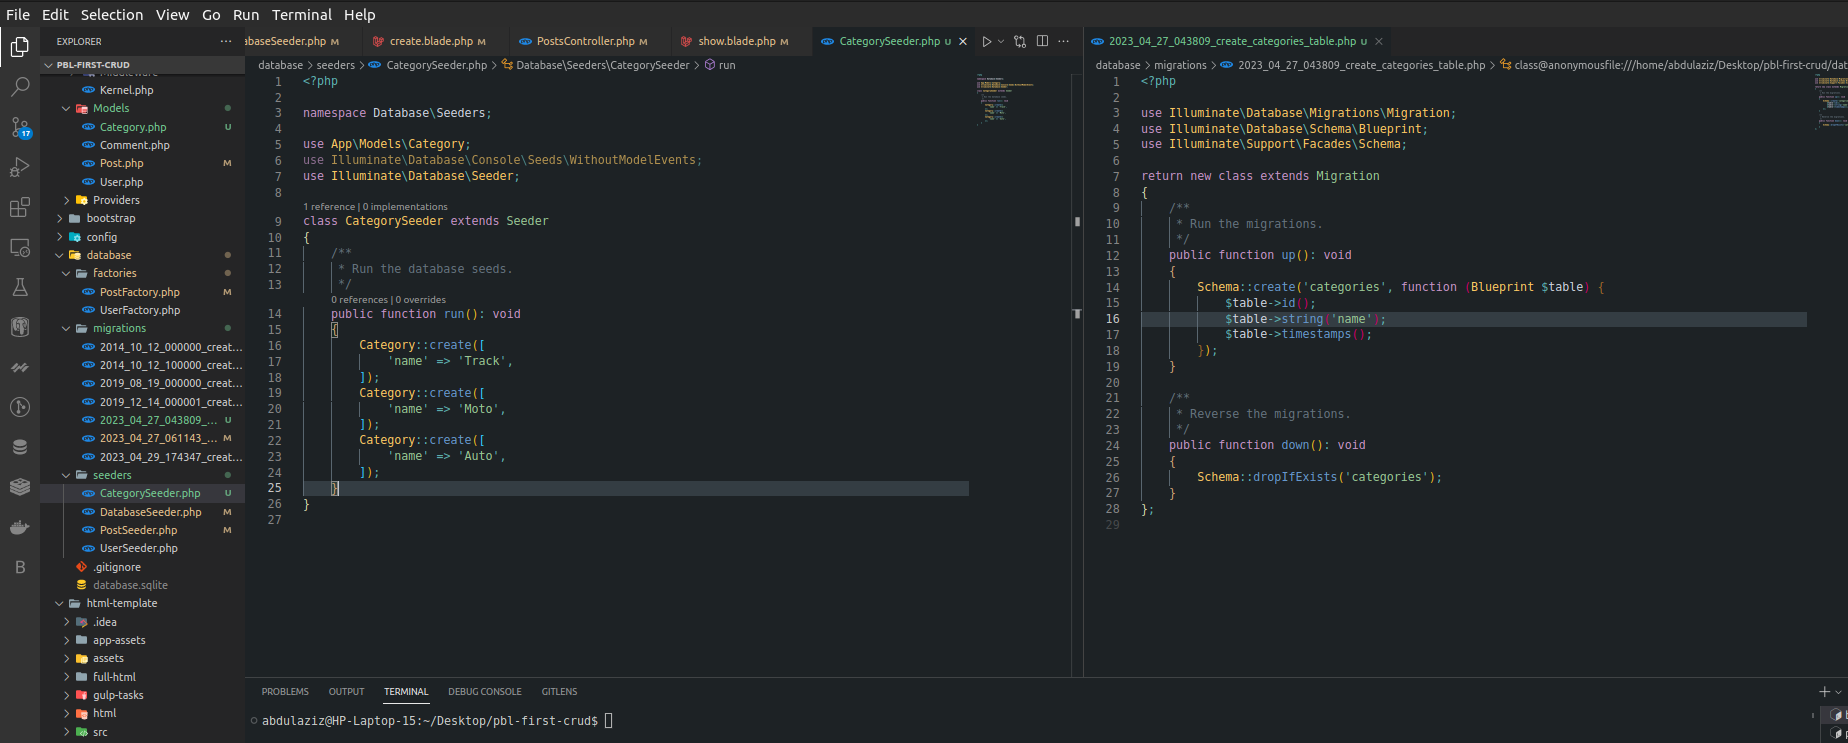 File Edit Selection View Go Run Terminal Help
EXPLORER ···
PBL-FIRST-CRUD
Middleware
Kernel.php
Models
Category.php U
Comment.php
Post.php M
User.php
Providers
bootstrap
config
database
factories
PostFactory.php M
UserFactory.php
migrations
2014_10_12_000000_creat...
2014_10_12_100000_creat...
2019_08_19_000000_creat...
2019_12_14_000001_creat...
2023_04_27_043809_... U
2023_04_27_061143_... M
2023_04_29_174347_creat...
seeders
CategorySeeder.php U
DatabaseSeeder.php M
PostSeeder.php M
UserSeeder.php
.gitignore
database.sqlite
html-template
.idea
app-assets
assets
full-html
gulp-tasks
html
src
17
B
abaseSeeder.php M create.blade.php M PostsController.php M show.blade.php M CategorySeeder.php U ×
database > seeders > CategorySeeder.php > Database\Seeders\CategorySeeder > run
1 <?php
2
3 namespace Database\Seeders;
4
5 use App\Models\Category;
6 use Illuminate\Database\Console\Seeds\WithoutModelEvents;
7 use Illuminate\Database\Seeder;
8
1 reference | 0 implementations
9 class CategorySeeder extends Seeder
10 {
11 /**
12 * Run the database seeds.
13 */
0 references | 0 overrides
14 public function run(): void
15 {
16 Category::create([
17 'name' => 'Track',
18 ]);
19 Category::create([
20 'name' => 'Moto',
21 ]);
22 Category::create([
23 'name' => 'Auto',
24 ]);
25 }
26 }
27
2023_04_27_043809_create_categories_table.php U ×
database > migrations > 2023_04_27_043809_create_categories_table.php > class@anonymousfile:///home/abdulaziz/Desktop/pbl-first-crud/dat
1 <?php
2
3 use Illuminate\Database\Migrations\Migration;
4 use Illuminate\Database\Schema\Blueprint;
5 use Illuminate\Support\Facades\Schema;
6
7 return new class extends Migration
8 {
9 /**
10 * Run the migrations.
11 */
12 public function up(): void
13 {
14 Schema::create('categories', function (Blueprint $table) {
15 $table->id();
16 $table->string('name');
17 $table->timestamps();
18 });
19 }
20
21 /**
22 * Reverse the migrations.
23 */
24 public function down(): void
25 {
26 Schema::dropIfExists('categories');
27 }
28 };
29
PROBLEMS OUTPUT TERMINAL DEBUG CONSOLE GITLENS
abdulaziz@HP-Laptop-15:~/Desktop/pbl-first-crud$